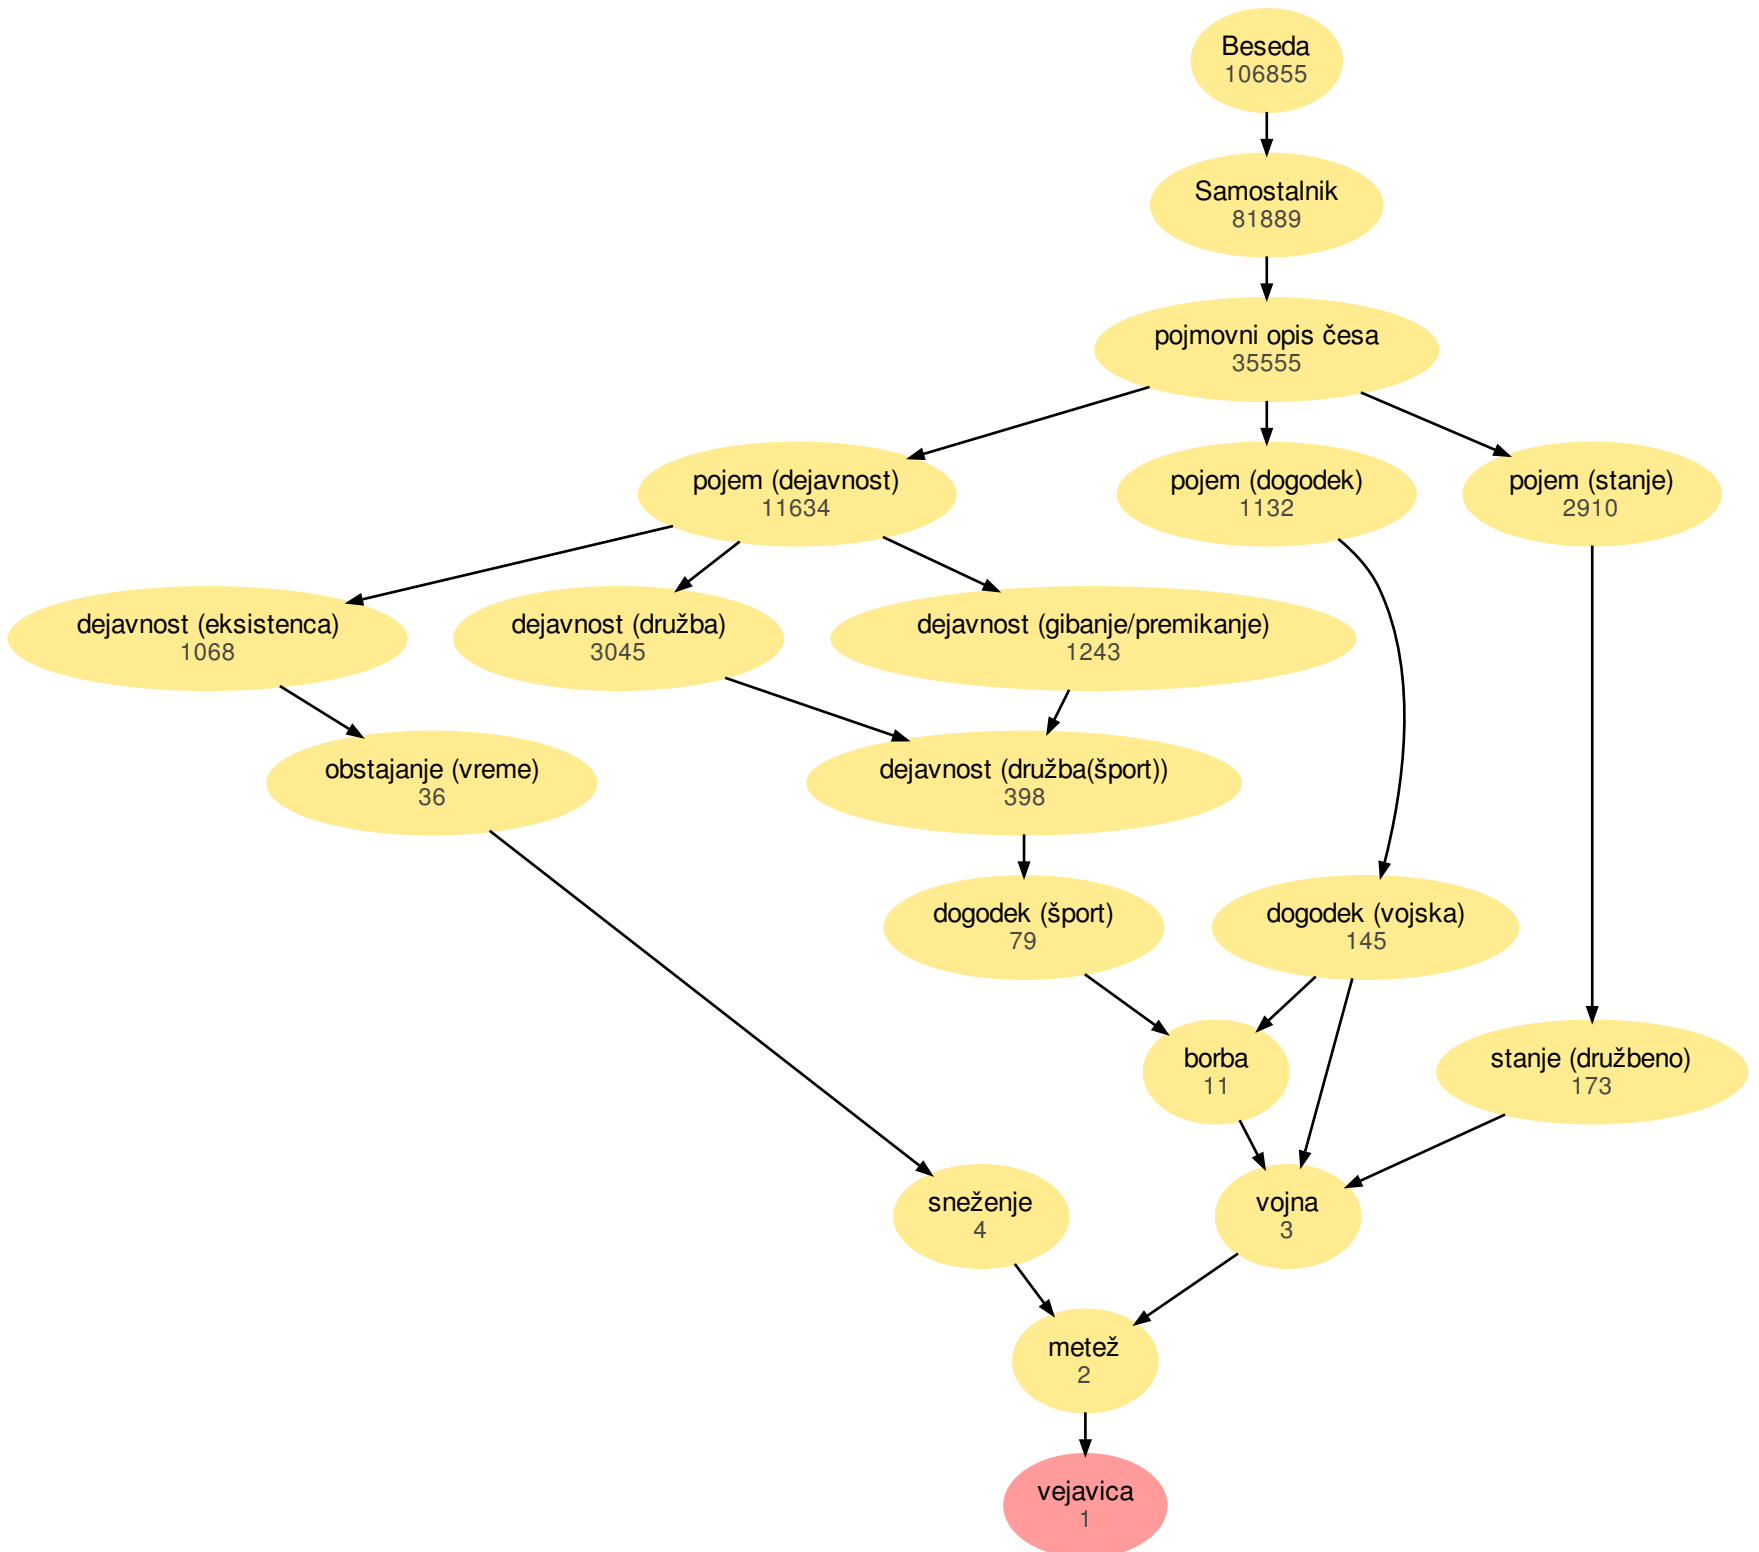 Beseda
106855
Samostalnik
81889
pojmovni opis česa
35555
pojem (dejavnost)
11634
pojem (dogodek)
1132
pojem (stanje)
2910
dejavnost (eksistenca)
1068
dejavnost (družba)
3045
dejavnost (gibanje/premikanje)
1243
obstajanje (vreme)
36
dejavnost (družba(šport))
398
dogodek (šport)
79
dogodek (vojska)
145
borba
11
stanje (družbeno)
173
sneženje
4
vojna
3
metež
2
vejavica
1